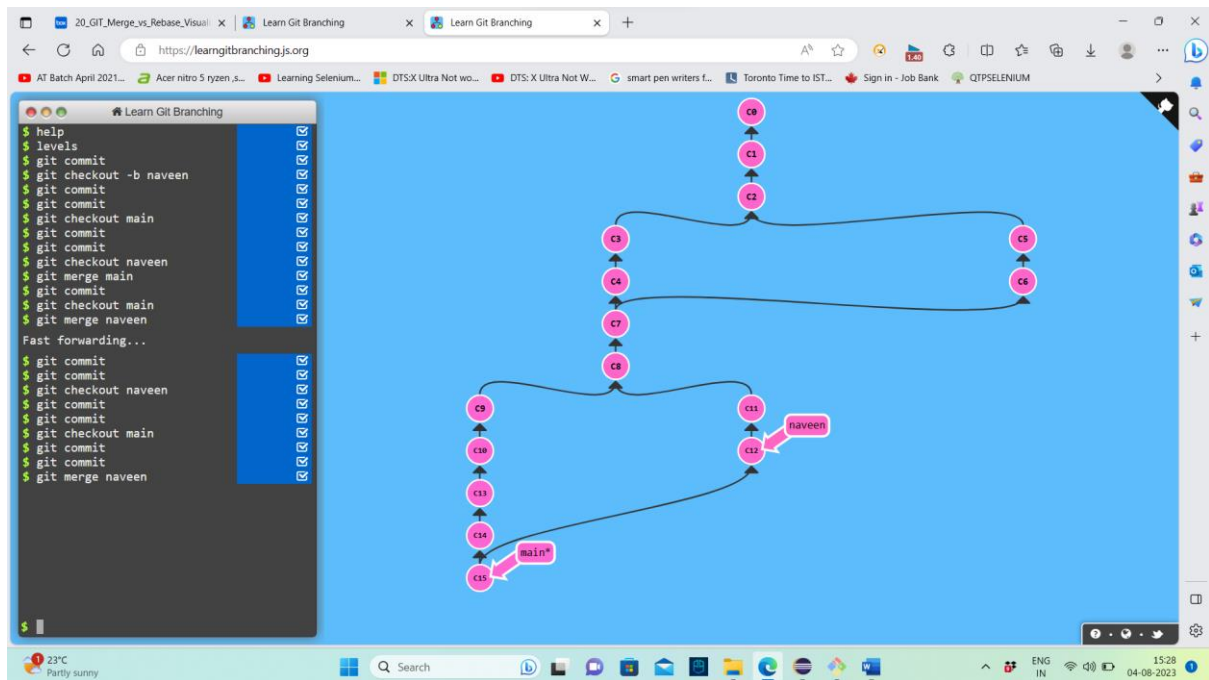 20_GIT_Merge_vs_Rebase_Visual
Learn Git Branching
Learn Git Branching
https://learngitbranching.js.org
1.40
AT Batch April 2021...
Acer nitro 5 ryzen ,s...
Learning Selenium...
DTS:X Ultra Not wo...
DTS: X Ultra Not W...
smart pen writers f...
Toronto Time to IST...
Sign in - Job Bank
QTPSELENIUM
Learn Git Branching
$ help
$ levels
$ git commit
$ git checkout -b naveen
$ git commit
$ git commit
$ git checkout main
$ git commit
$ git commit
$ git checkout naveen
$ git merge main
$ git commit
$ git checkout main
$ git merge naveen
Fast forwarding...
$ git commit
$ git commit
$ git checkout naveen
$ git commit
$ git commit
$ git checkout main
$ git commit
$ git commit
$ git merge naveen
$
C0
C1
C2
C3
C5
C4
C6
C7
C8
C9
C11
naveen
C10
C12
C13
C14
main*
C15
1
23°C
Partly sunny
Search
ENG
IN
15:28
04-08-2023
1